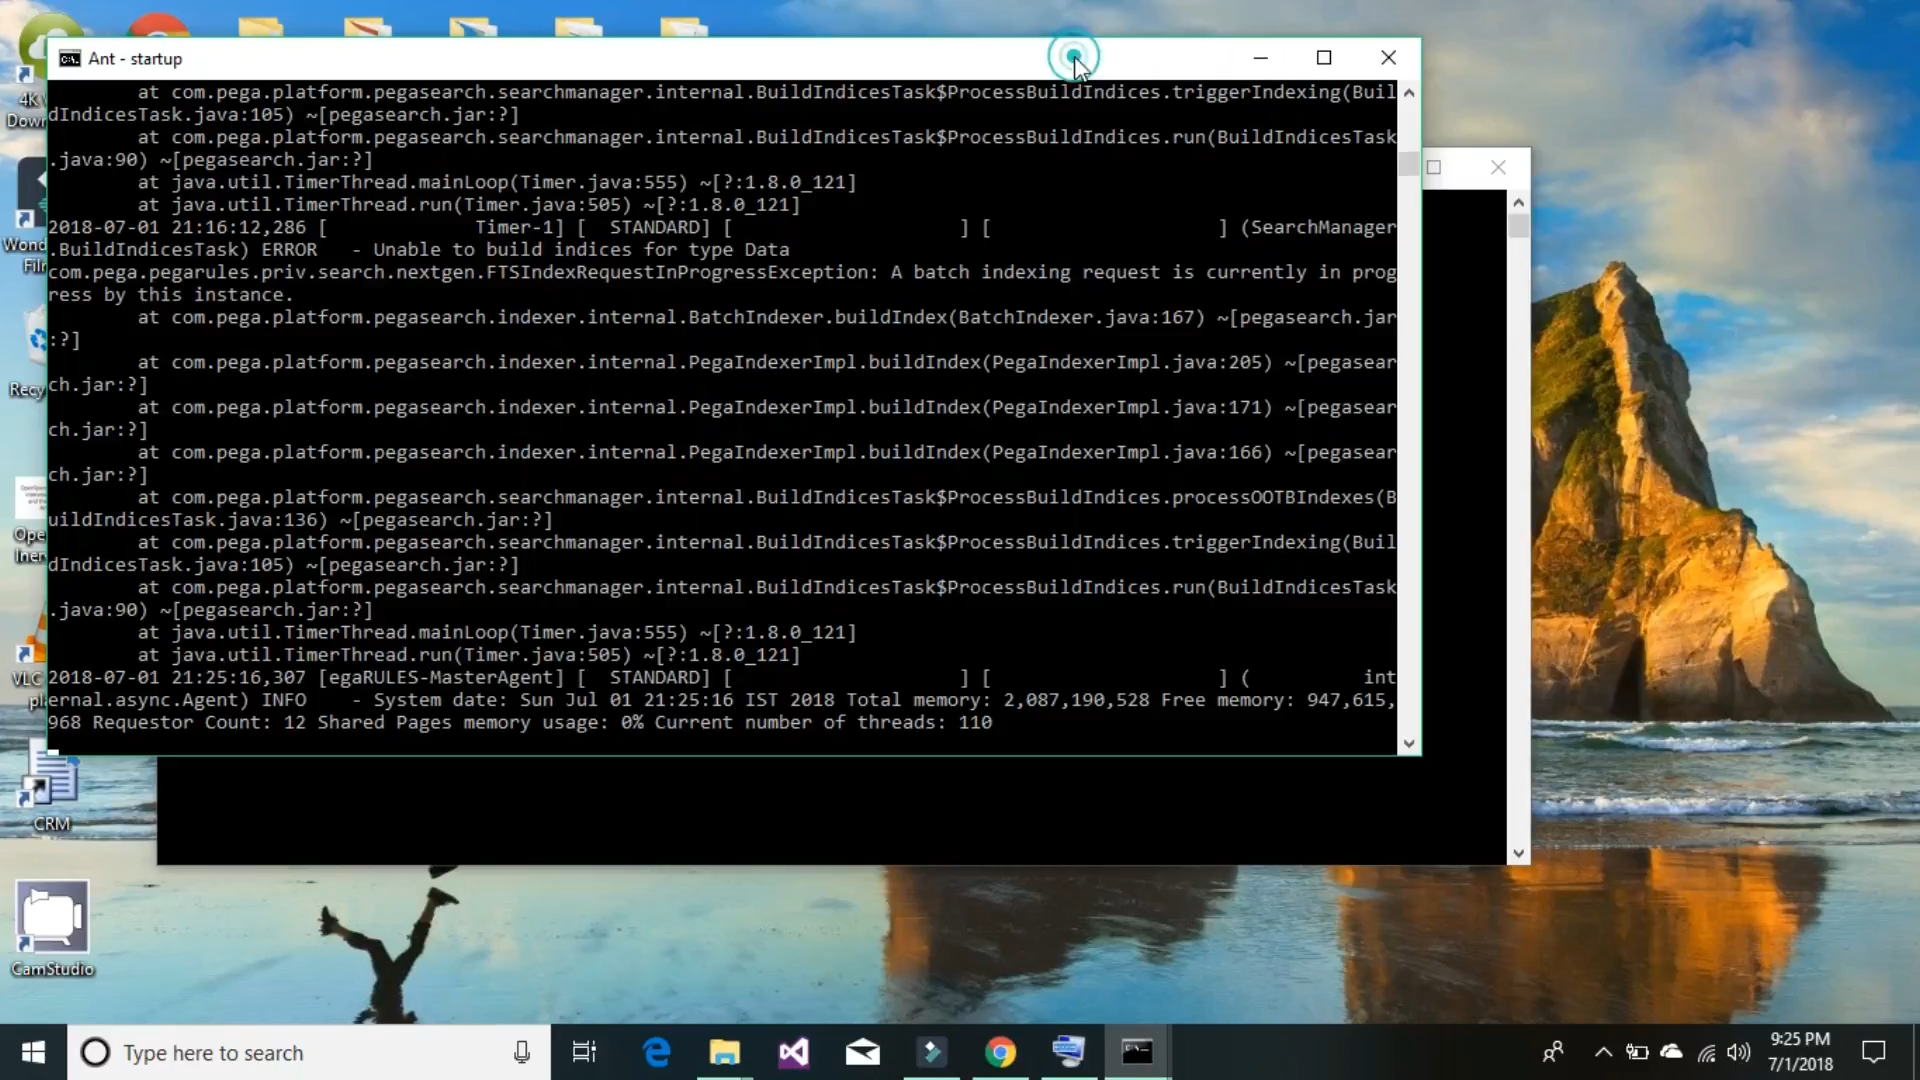 Ant - startup
at com.pega.platform.pegasearch.searchmanager.internal.BuildIndicesTask$ProcessBuildIndices.triggerIndexing(Buil
dIndicesTask.java:105) ~[pegasearch.jar:?]
at com.pega.platform.pegasearch.searchmanager.internal.BuildIndicesTask$ProcessBuildIndices.run(BuildIndicesTask
.java:90) ~[pegasearch.jar:?]
at java.util.TimerThread.mainLoop(Timer.java:555) ~[?:1.8.0_121]
at java.util.TimerThread.run(Timer.java:505) ~[?:1.8.0_121]
2018-07-01 21:16:12,286 [ Timer-1] [ STANDARD] [ ] [ ] (SearchManager
.BuildIndicesTask) ERROR - Unable to build indices for type Data
com.pega.pegarules.priv.search.nextgen.FTSIndexRequestInProgressException: A batch indexing request is currently in prog
ress by this instance.
at com.pega.platform.pegasearch.indexer.internal.BatchIndexer.buildIndex(BatchIndexer.java:167) ~[pegasearch.jar
:?]
at com.pega.platform.pegasearch.indexer.internal.PegaIndexerImpl.buildIndex(PegaIndexerImpl.java:205) ~[pegasear
ch.jar:?]
at com.pega.platform.pegasearch.indexer.internal.PegaIndexerImpl.buildIndex(PegaIndexerImpl.java:171) ~[pegasear
ch.jar:?]
at com.pega.platform.pegasearch.indexer.internal.PegaIndexerImpl.buildIndex(PegaIndexerImpl.java:166) ~[pegasear
ch.jar:?]
at com.pega.platform.pegasearch.searchmanager.internal.BuildIndicesTask$ProcessBuildIndices.processOOTBIndexes(B
uildIndicesTask.java:136) ~[pegasearch.jar:?]
at com.pega.platform.pegasearch.searchmanager.internal.BuildIndicesTask$ProcessBuildIndices.triggerIndexing(Buil
dIndicesTask.java:105) ~[pegasearch.jar:?]
at com.pega.platform.pegasearch.searchmanager.internal.BuildIndicesTask$ProcessBuildIndices.run(BuildIndicesTask
.java:90) ~[pegasearch.jar:?]
at java.util.TimerThread.mainLoop(Timer.java:555) ~[?:1.8.0_121]
at java.util.TimerThread.run(Timer.java:505) ~[?:1.8.0_121]
2018-07-01 21:25:16,307 [egaRULES-MasterAgent] [ STANDARD] [ ] [ ] ( int
ernal.async.Agent) INFO - System date: Sun Jul 01 21:25:16 IST 2018 Total memory: 2,087,190,528 Free memory: 947,615,
968 Requestor Count: 12 Shared Pages memory usage: 0% Current number of threads: 110
4K
Down
Wond
Fil
Recy
Ope
Iner
VLC
pl
CRM
CamStudio
Type here to search
9:25 PM
7/1/2018